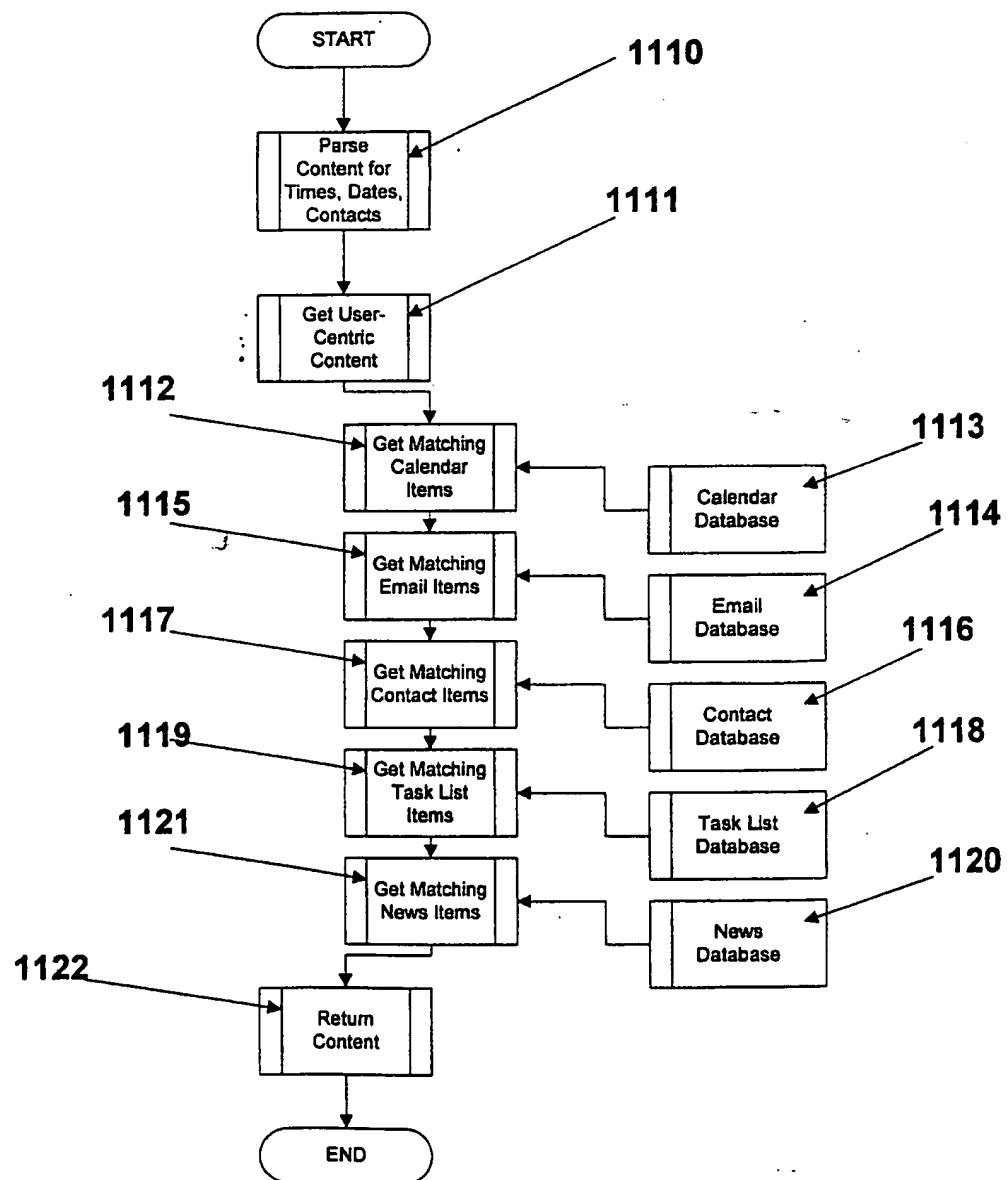 START
1110
Parse
Content for
Times, Dates,
Contacts
1111
Get User-
Centric
Content
1112
Get Matching
Calendar
Items
1113
Calendar
Database
1115
Get Matching
Email Items
1114
Email
Database
1117
Get Matching
Contact Items
1116
Contact
Database
1119
Get Matching
Task List
Items
1118
Task List
Database
1121
Get Matching
News Items
1120
News
Database
1122
Return
Content
END